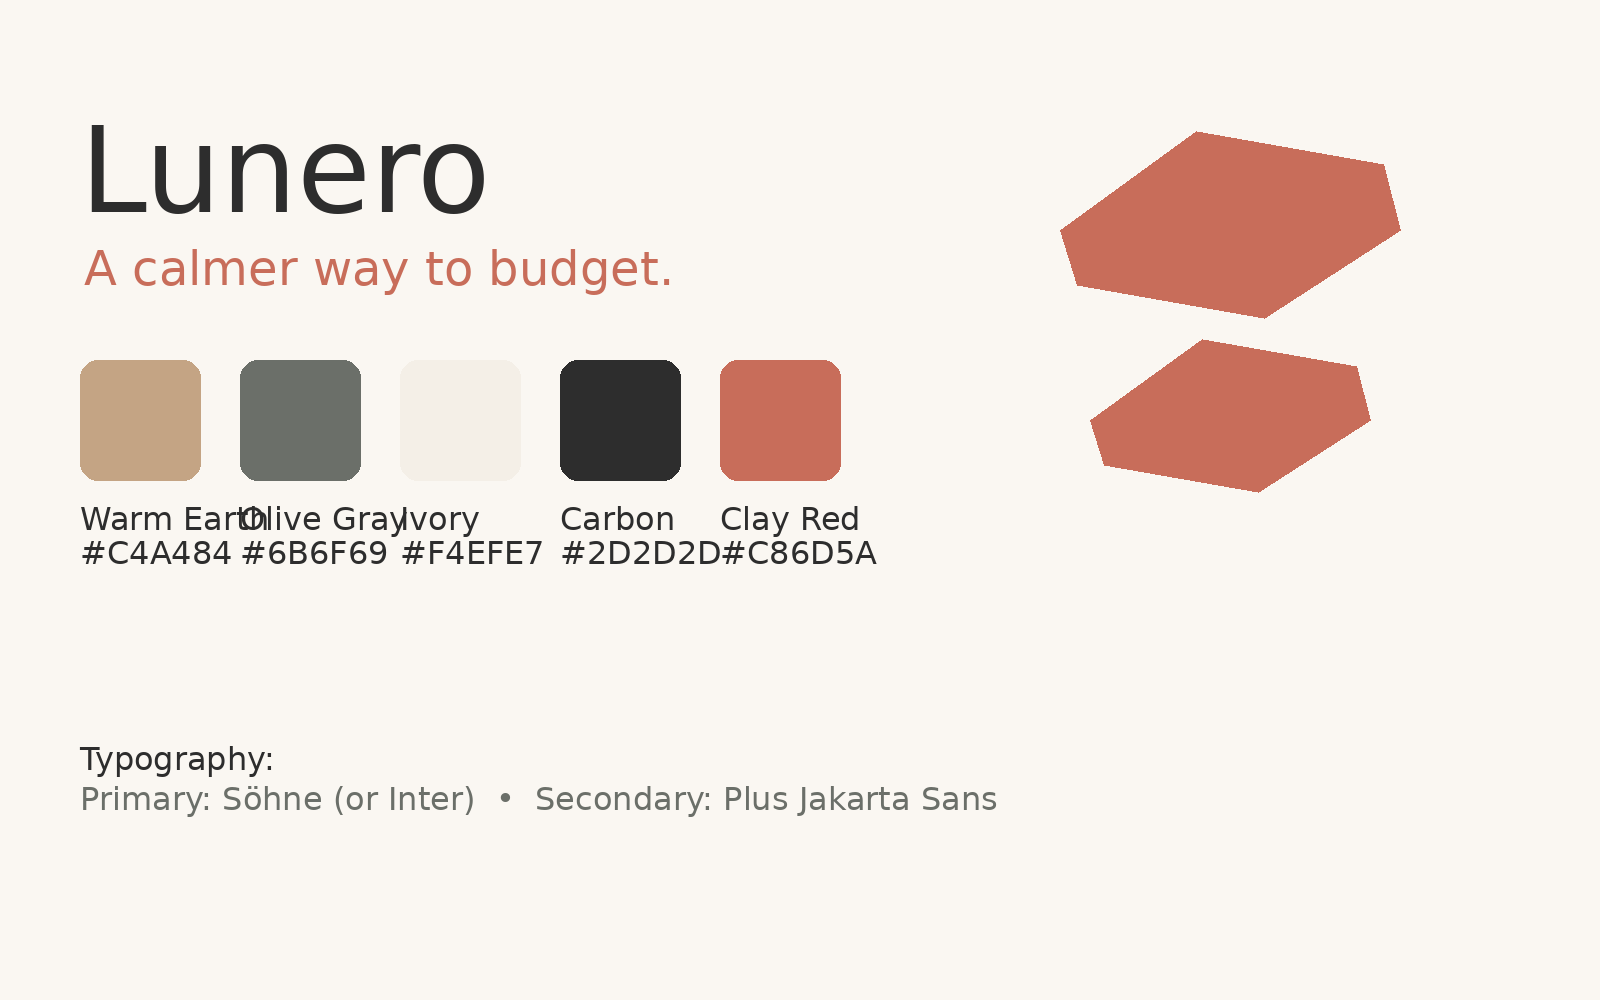 Lunero
A calmer way to budget.
Warm Earth Olive Gray Ivory Carbon Clay Red
#C4A484 #6B6F69 #F4EFE7 #2D2D2D #C86D5A
Typography:
Primary: Söhne (or Inter) • Secondary: Plus Jakarta Sans